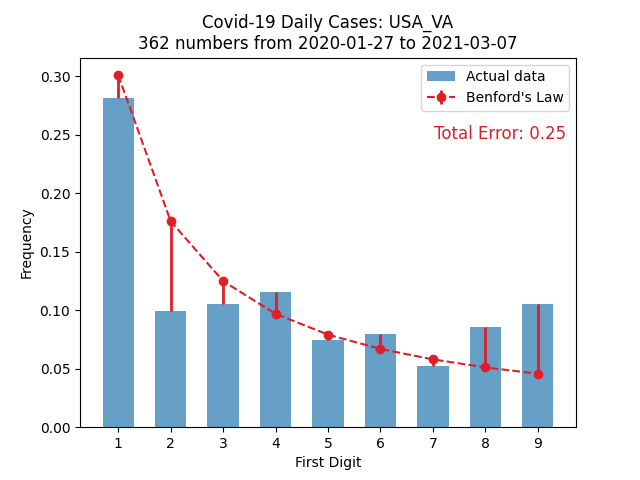 Covid-19 Daily Cases: USA_VA
362 numbers from 2020-01-27 to 2021-03-07
Actual data
Benford's Law
Total Error: 0.25
Frequency
0.30
0.25
0.20
0.15
0.10
0.05
0.00
1 2 3 4 5 6 7 8 9
First Digit